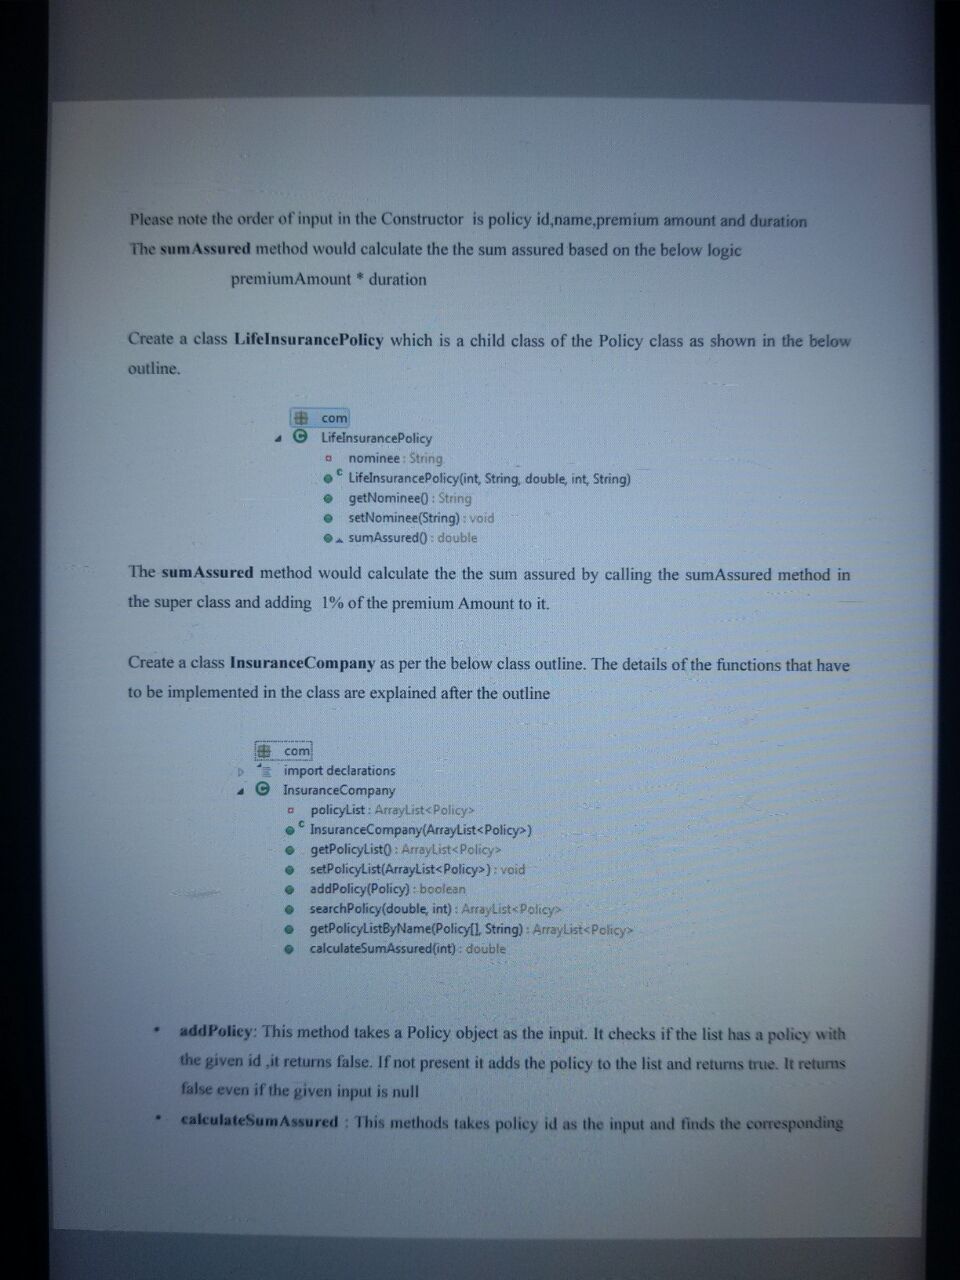 Please note the order of input in the Constructor is policy id,name,premium amount and duration
The sumAssured method would calculate the the sum assured based on the below logic
premiumAmount * duration
Create a class LifeInsurancePolicy which is a child class of the Policy class as shown in the below
outline.
com
LifeInsurancePolicy
nominee : String
C LifeInsurancePolicy(int, String, double, int, String)
getNominee() : String
setNominee(String) : void
sumAssured() : double
The sumAssured method would calculate the the sum assured by calling the sumAssured method in
the super class and adding 1% of the premium Amount to it.
Create a class InsuranceCompany as per the below class outline. The details of the functions that have
to be implemented in the class are explained after the outline
com
import declarations
InsuranceCompany
policyList : ArrayList<Policy>
C InsuranceCompany(ArrayList<Policy>)
getPolicyList() : ArrayList<Policy>
setPolicyList(ArrayList<Policy>) : void
addPolicy(Policy) : boolean
searchPolicy(double, int) : ArrayList<Policy>
getPolicyListByName(Policy[], String) : ArrayList<Policy>
calculateSumAssured(int) : double
• addPolicy: This method takes a Policy object as the input. It checks if the list has a policy with
the given id ,it returns false. If not present it adds the policy to the list and returns true. It returns
false even if the given input is null
• calculateSumAssured : This methods takes policy id as the input and finds the corresponding